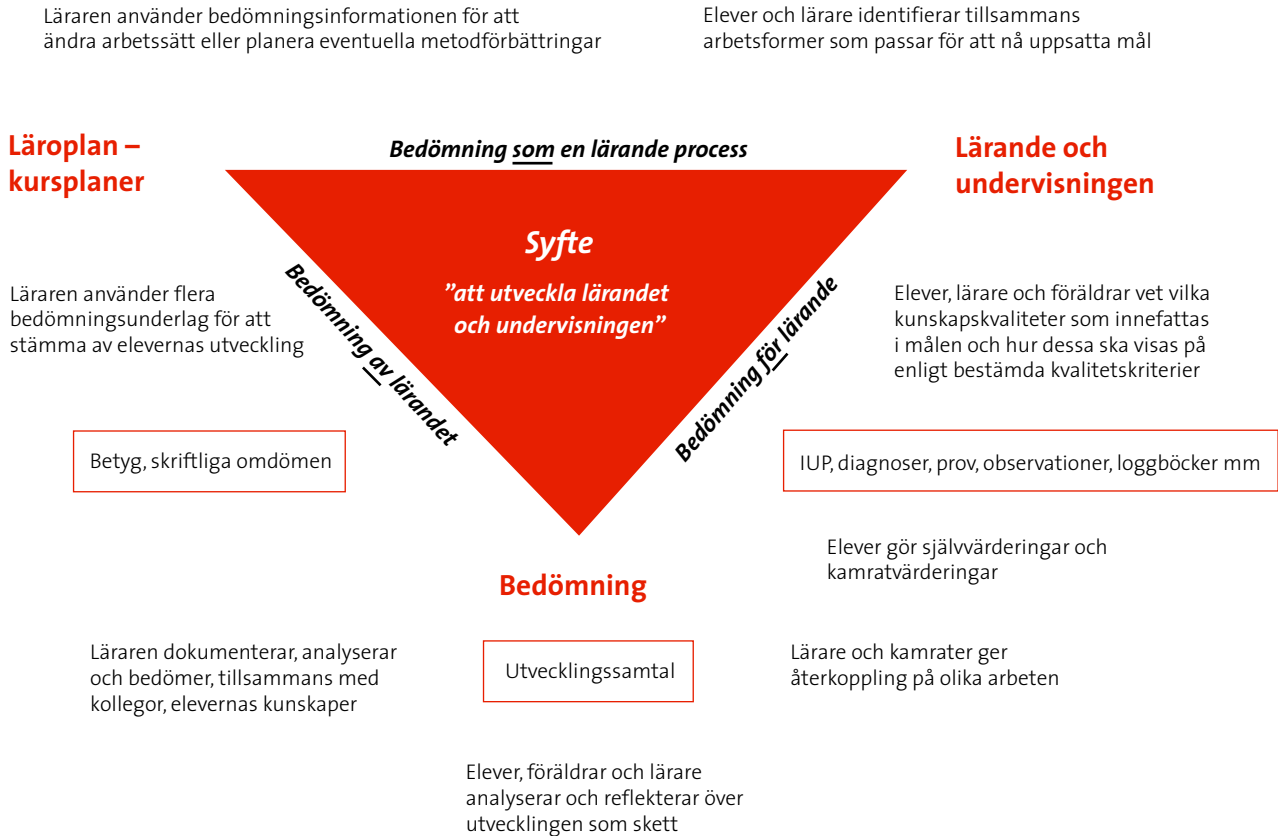 Läraren använder bedömningsinformationen för att
ändra arbetssätt eller planera eventuella metodförbättringar
Elever och lärare identifierar tillsammans
arbetsformer som passar för att nå uppsatta mål
Läroplan –
kursplaner
Bedömning som en lärande process
Lärande och
undervisningen
Syfte
”att utveckla lärandet
och undervisningen”
Bedömning av lärandet
Bedömning för lärande
Läraren använder flera
bedömningsunderlag för att
stämma av elevernas utveckling
Elever, lärare och föräldrar vet vilka
kunskapskvaliteter som innefattas
i målen och hur dessa ska visas på
enligt bestämda kvalitetskriterier
Betyg, skriftliga omdömen
IUP, diagnoser, prov, observationer, loggböcker mm
Elever gör självvärderingar och
kamratvärderingar
Bedömning
Läraren dokumenterar, analyserar
och bedömer, tillsammans med
kollegor, elevernas kunskaper
Utvecklingssamtal
Lärare och kamrater ger
återkoppling på olika arbeten
Elever, föräldrar och lärare
analyserar och reflekterar över
utvecklingen som skett